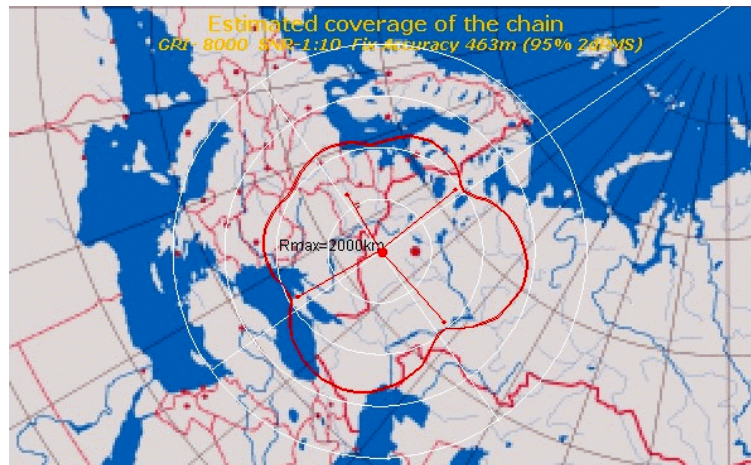 Estimated coverage of the chain
GRI- 8000 SNR-1:10 Fix Accuracy 463m (95% 2dRMS)
Rmax=2000km